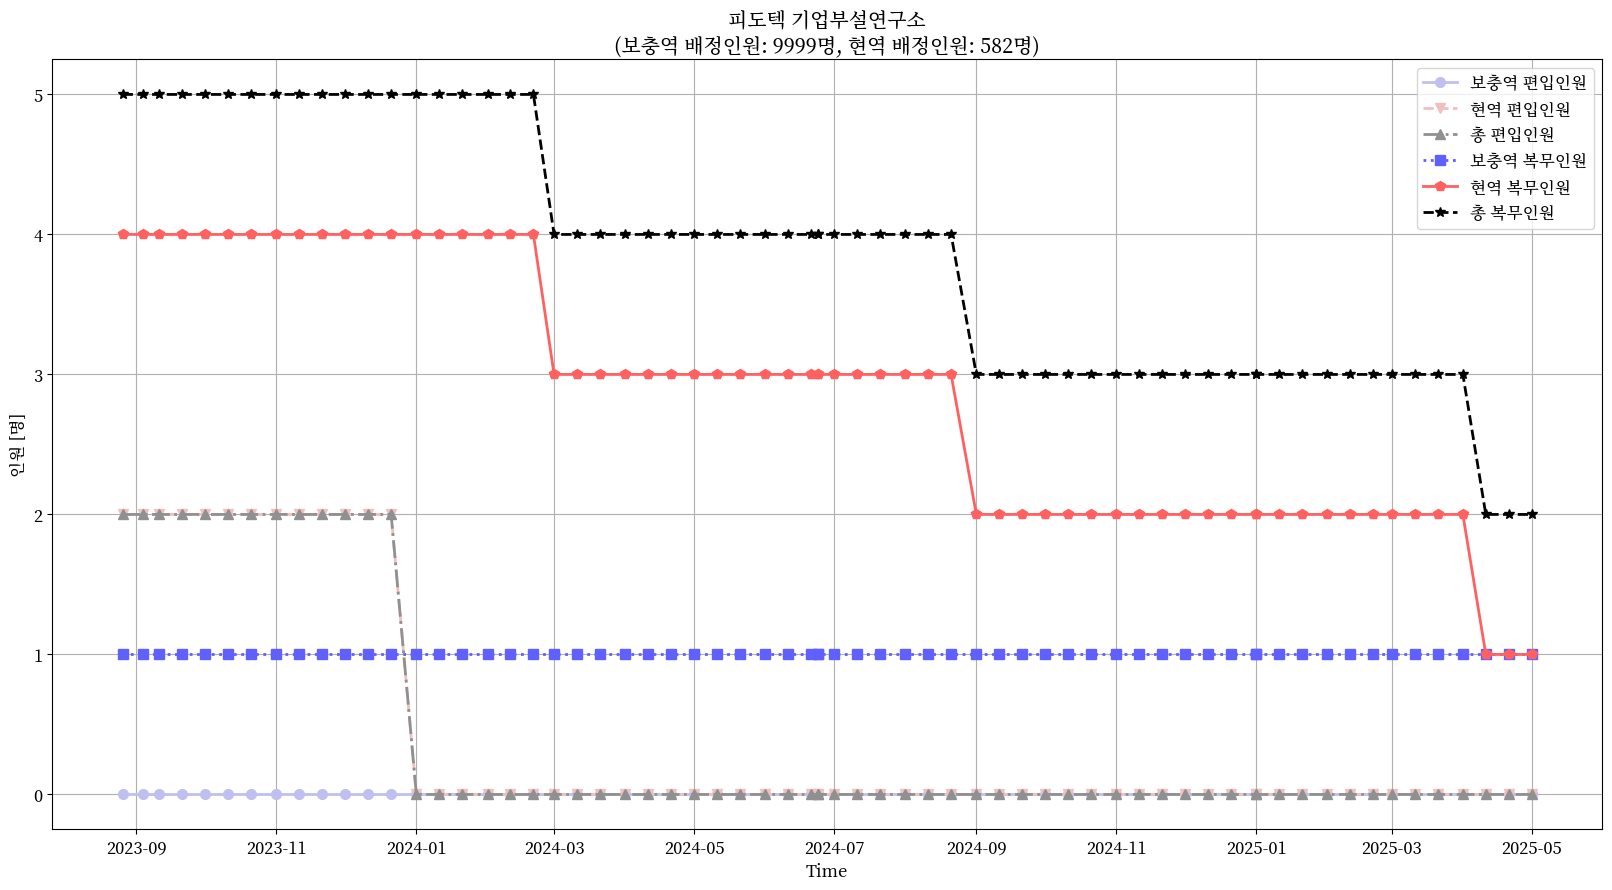 피도텍 기업부설연구소
(보충역 배정인원: 9999명, 현역 배정인원: 582명)
보충역 편입인원
현역 편입인원
총 편입인원
보충역 복무인원
현역 복무인원
총 복무인원
인원 [명]
5
4
3
2
1
0
2023-09
2023-11
2024-01
2024-03
2024-05
2024-07
2024-09
2024-11
2025-01
2025-03
2025-05
Time